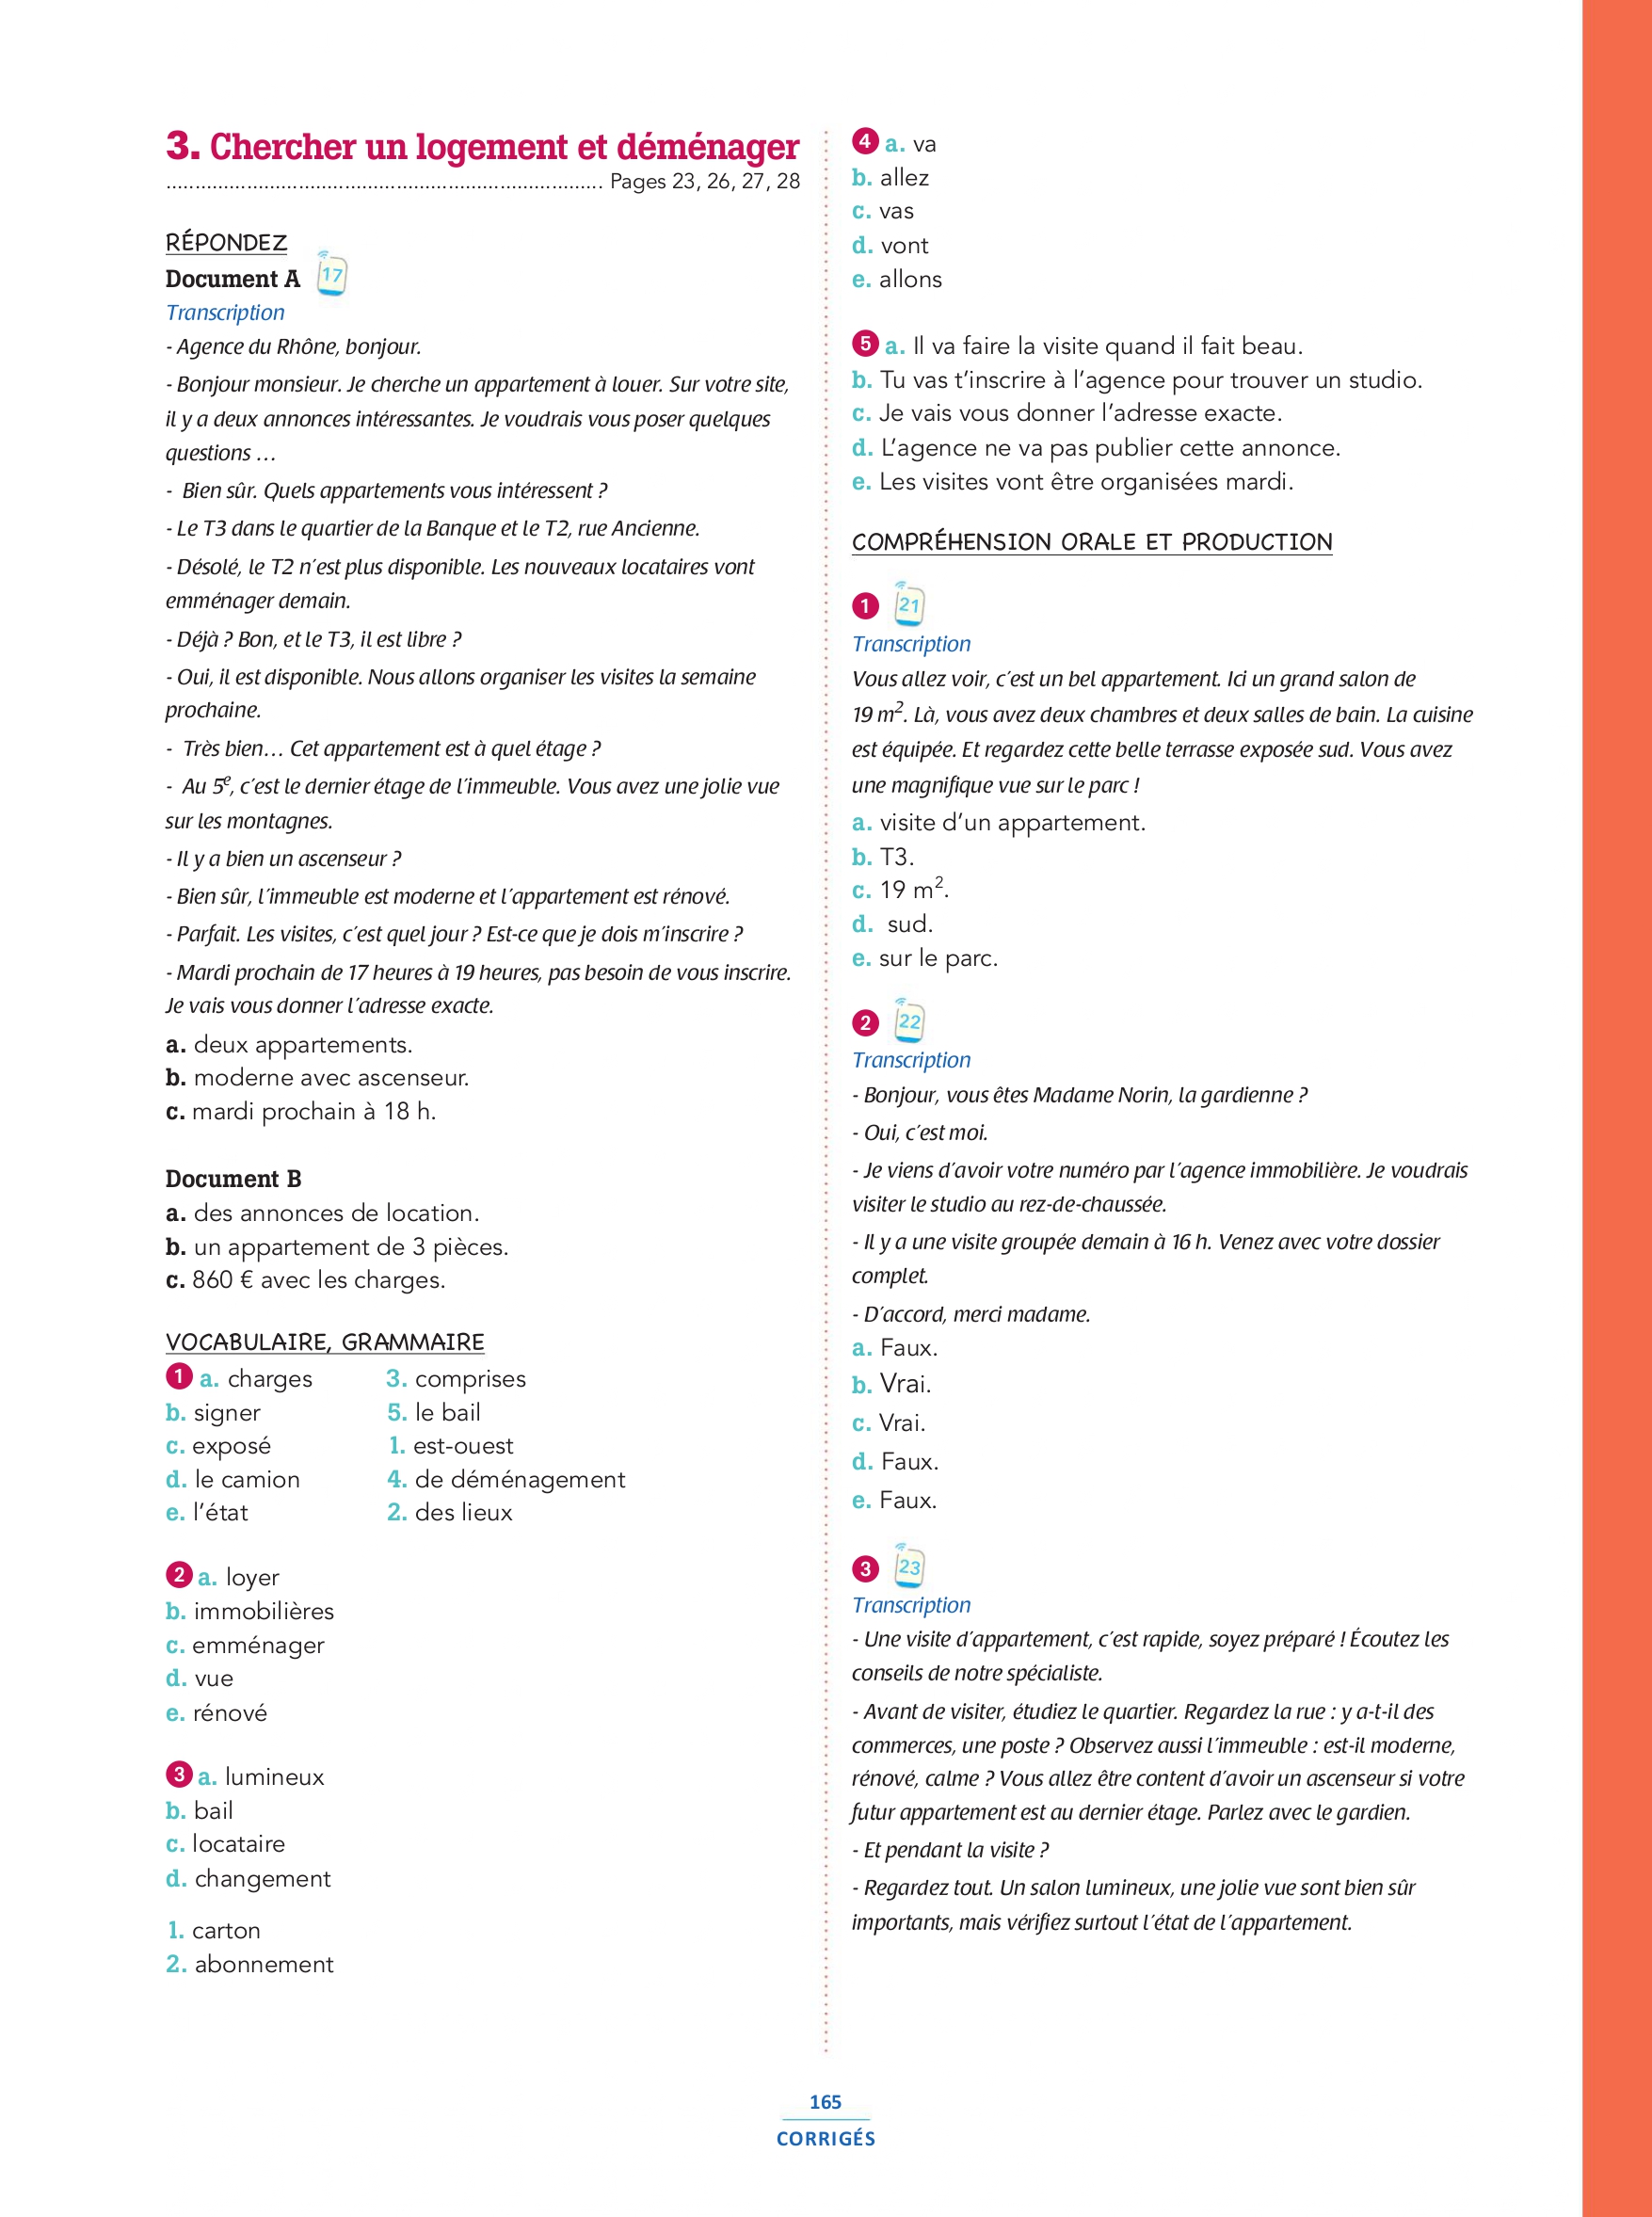 3. Chercher un logement et déménager
........................................................................... Pages 23, 26, 27, 28
RÉPONDEZ
Document A 17
Transcription
- Agence du Rhône, bonjour.
- Bonjour monsieur. Je cherche un appartement à louer. Sur votre site,
il y a deux annonces intéressantes. Je voudrais vous poser quelques
questions …
- Bien sûr. Quels appartements vous intéressent ?
- Le T3 dans le quartier de la Banque et le T2, rue Ancienne.
- Désolé, le T2 n'est plus disponible. Les nouveaux locataires vont
emménager demain.
- Déjà ? Bon, et le T3, il est libre ?
- Oui, il est disponible. Nous allons organiser les visites la semaine
prochaine.
- Très bien… Cet appartement est à quel étage ?
- Au 5e, c'est le dernier étage de l'immeuble. Vous avez une jolie vue
sur les montagnes.
- Il y a bien un ascenseur ?
- Bien sûr, l'immeuble est moderne et l'appartement est rénové.
- Parfait. Les visites, c'est quel jour ? Est-ce que je dois m'inscrire ?
- Mardi prochain de 17 heures à 19 heures, pas besoin de vous inscrire.
Je vais vous donner l'adresse exacte.
a. deux appartements.
b. moderne avec ascenseur.
c. mardi prochain à 18 h.
Document B
a. des annonces de location.
b. un appartement de 3 pièces.
c. 860 € avec les charges.
VOCABULAIRE, GRAMMAIRE
1 a. charges 3. comprises
b. signer 5. le bail
c. exposé 1. est-ouest
d. le camion 4. de déménagement
e. l'état 2. des lieux
2 a. loyer
b. immobilières
c. emménager
d. vue
e. rénové
3 a. lumineux
b. bail
c. locataire
d. changement
1. carton
2. abonnement
4 a. va
b. allez
c. vas
d. vont
e. allons
5 a. Il va faire la visite quand il fait beau.
b. Tu vas t'inscrire à l'agence pour trouver un studio.
c. Je vais vous donner l'adresse exacte.
d. L'agence ne va pas publier cette annonce.
e. Les visites vont être organisées mardi.
COMPRÉHENSION ORALE ET PRODUCTION
1 21
Transcription
Vous allez voir, c'est un bel appartement. Ici un grand salon de
19 m². Là, vous avez deux chambres et deux salles de bain. La cuisine
est équipée. Et regardez cette belle terrasse exposée sud. Vous avez
une magnifique vue sur le parc !
a. visite d'un appartement.
b. T3.
c. 19 m².
d. sud.
e. sur le parc.
2 22
Transcription
- Bonjour, vous êtes Madame Norin, la gardienne ?
- Oui, c'est moi.
- Je viens d'avoir votre numéro par l'agence immobilière. Je voudrais
visiter le studio au rez-de-chaussée.
- Il y a une visite groupée demain à 16 h. Venez avec votre dossier
complet.
- D'accord, merci madame.
a. Faux.
b. Vrai.
c. Vrai.
d. Faux.
e. Faux.
3 23
Transcription
- Une visite d'appartement, c'est rapide, soyez préparé ! Écoutez les
conseils de notre spécialiste.
- Avant de visiter, étudiez le quartier. Regardez la rue : y a-t-il des
commerces, une poste ? Observez aussi l'immeuble : est-il moderne,
rénové, calme ? Vous allez être content d'avoir un ascenseur si votre
futur appartement est au dernier étage. Parlez avec le gardien.
- Et pendant la visite ?
- Regardez tout. Un salon lumineux, une jolie vue sont bien sûr
importants, mais vérifiez surtout l'état de l'appartement.
165
CORRIGÉS